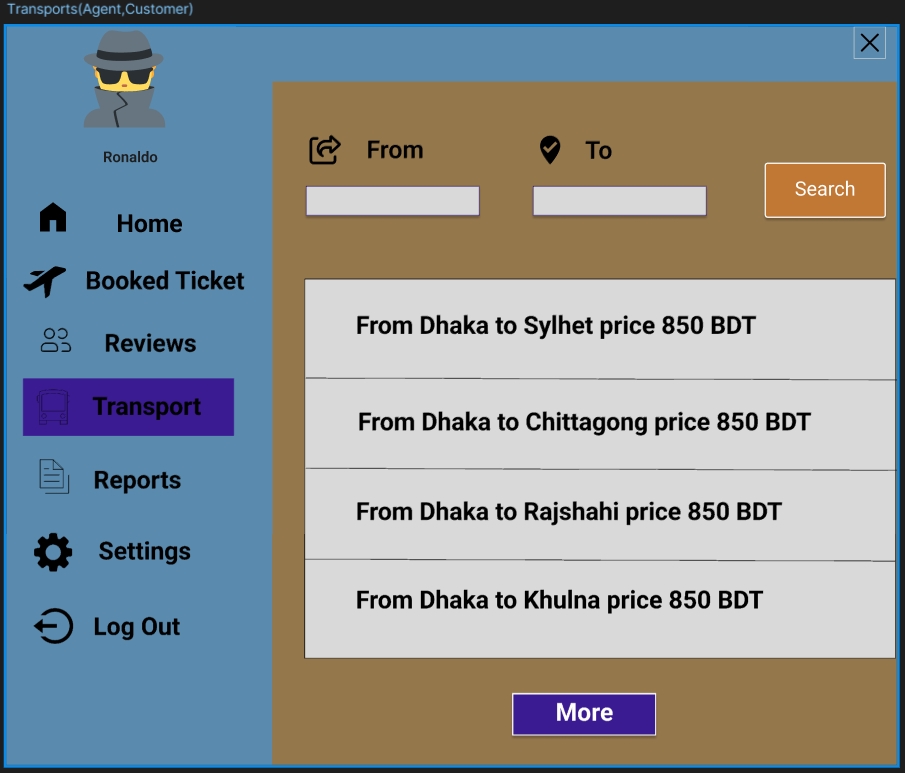 Transports(Agent,Customer)
Ronaldo
Home
Booked Ticket
Reviews
Transport
Reports
Settings
Log Out
From
To
Search
From Dhaka to Sylhet price 850 BDT
From Dhaka to Chittagong price 850 BDT
From Dhaka to Rajshahi price 850 BDT
From Dhaka to Khulna price 850 BDT
More